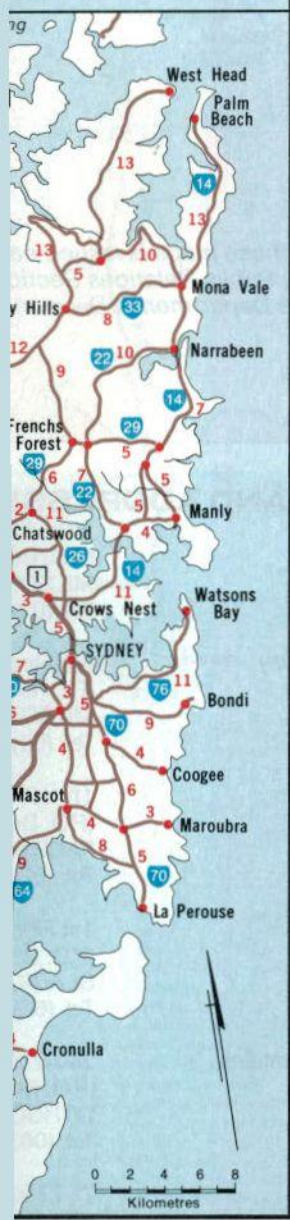 ng
West Head
Palm
Beach
13
14
13
13
10
5
Mona Vale
y Hills
8
33
12
10
22
Narrabeen
9
14
7
29
Frenchs
Forest
5
29
6
7
5
22
2
11
5
Manly
4
Chatswood
26
14
1
11
Watsons
Bay
3
Crows Nest
5
SYDNEY
7
76
11
3
5
Bondi
9
70
4
4
Coogee
6
Mascot
4
3
Maroubra
8
5
9
70
64
La Perouse
Cronulla
0 2 4 6 8
Kilometres